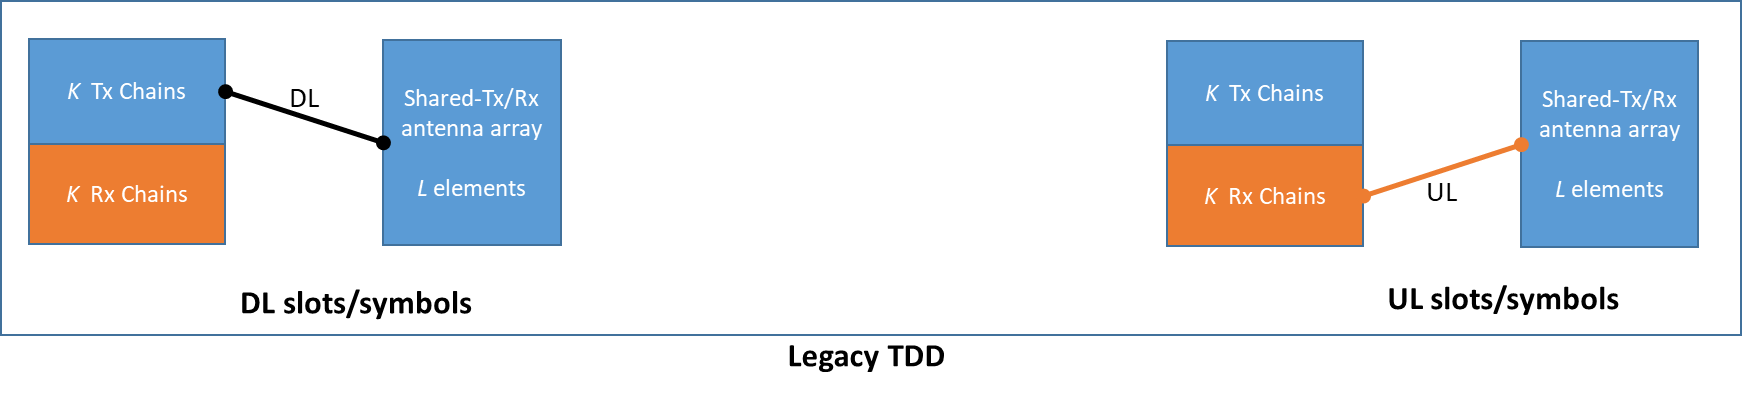 K Tx Chains
K Rx Chains
DL
Shared-Tx/Rx
antenna array
L elements
DL slots/symbols
K Tx Chains
K Rx Chains
UL
Shared-Tx/Rx
antenna array
L elements
UL slots/symbols
Legacy TDD